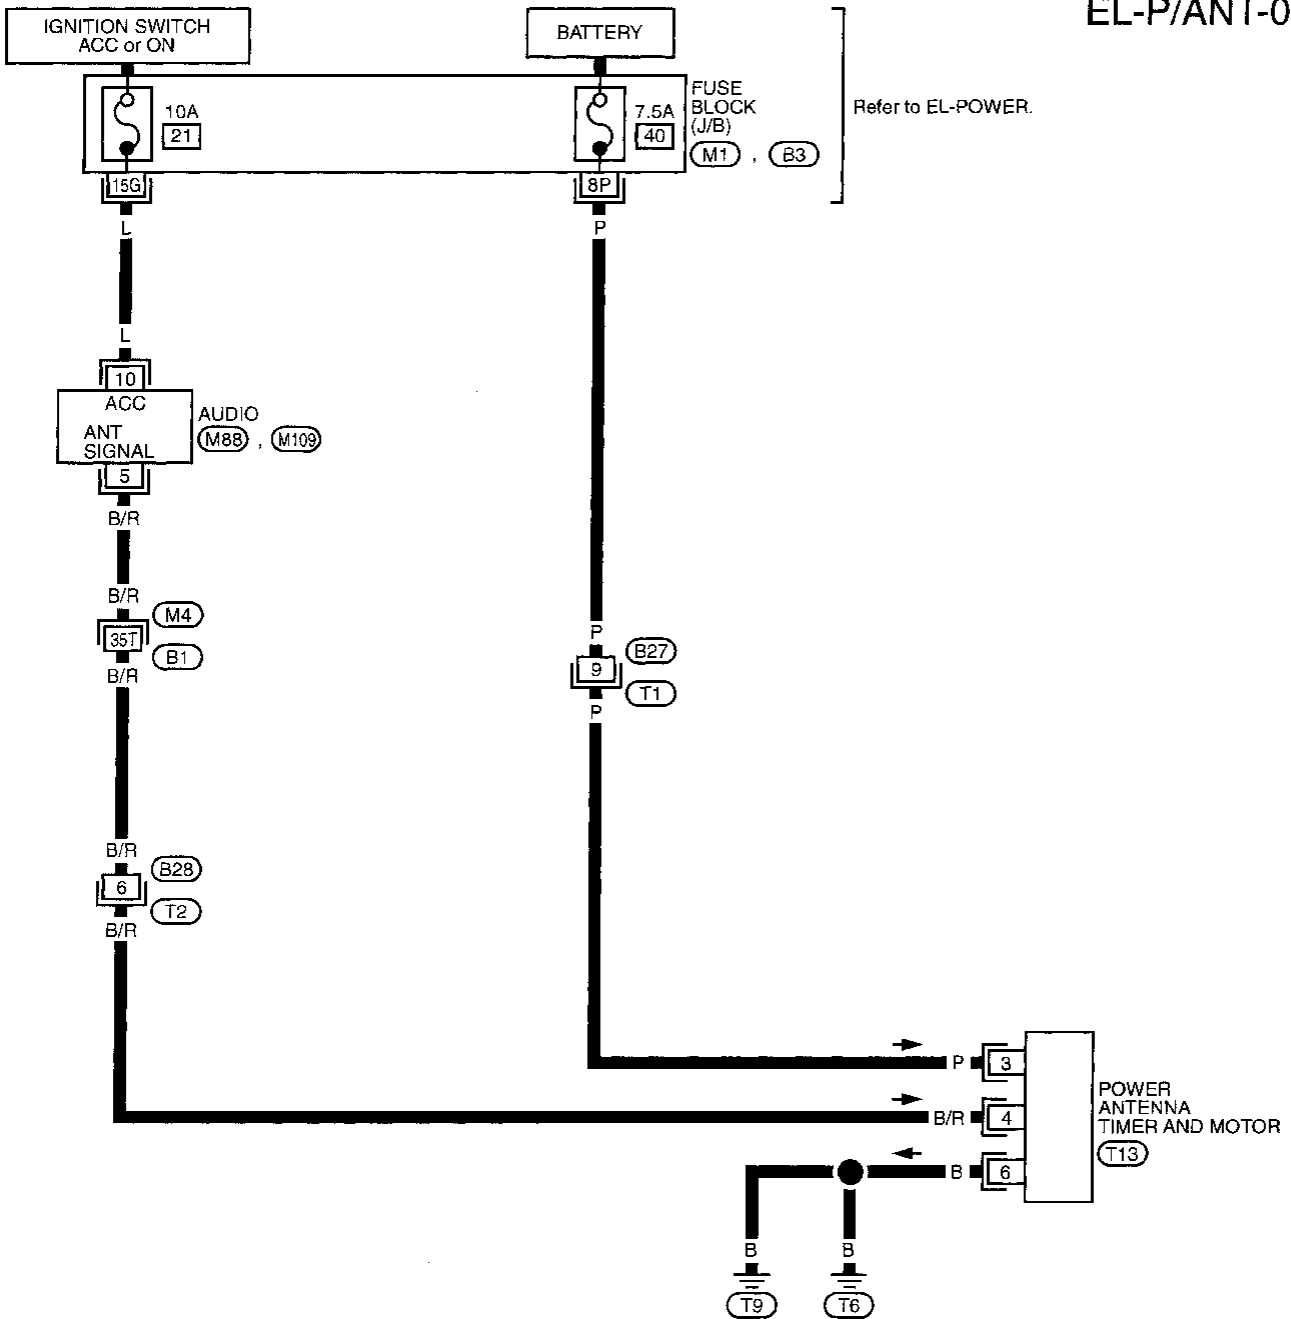 EL-P/ANT-0
IGNITION SWITCH
ACC or ON
BATTERY
10A
21
7.5A
40
FUSE
BLOCK
(J/B)
M1 , B3
Refer to EL-POWER.
15G
8P
L
P
L
10
ACC
ANT
SIGNAL
AUDIO
M88 , M109
5
B/R
B/R
M4
35T
B1
B/R
P
B27
9
T1
P
B/R
B28
6
T2
B/R
P
3
B/R
4
B
6
POWER
ANTENNA
TIMER AND MOTOR
T13
B
B
T9
T6